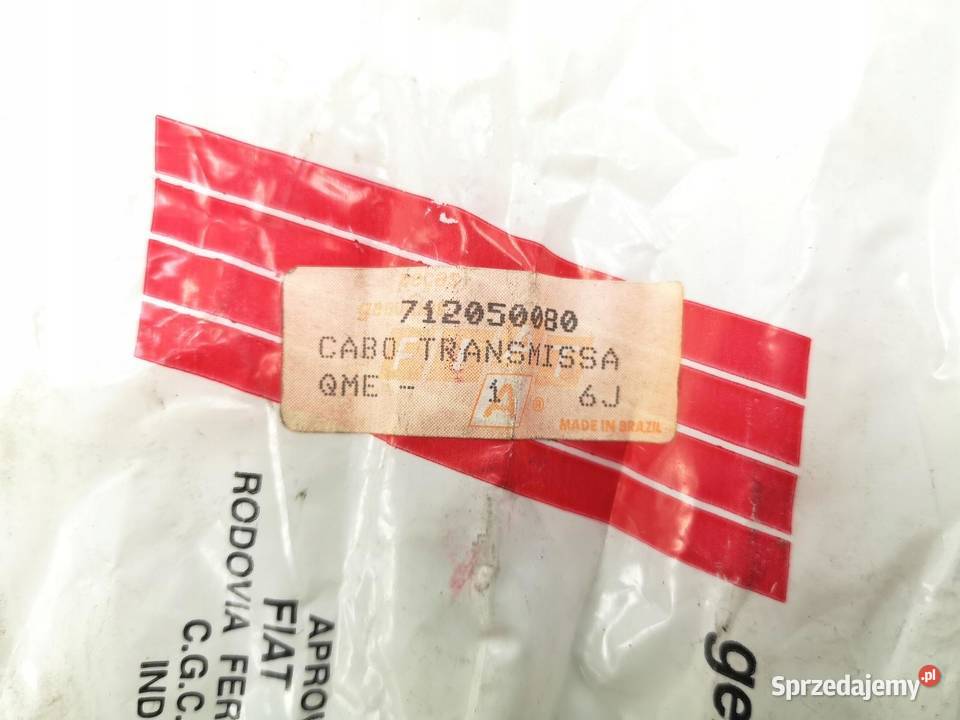 712050080
CABO TRANSMISSA
QME - 1 6J
A ®
MADE IN BRAZIL
APROV
FIAT
RODOVIA FER
C.G.C.
IND
ge
Sprzedajemy.pl